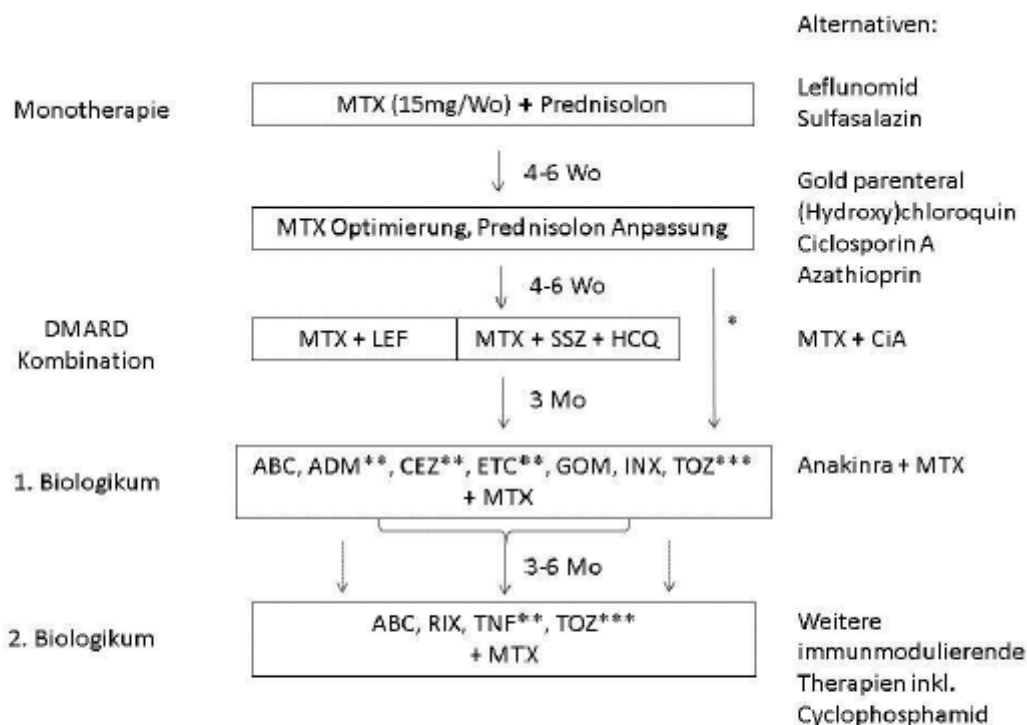 Alternativen:
Monotherapie
MTX (15mg/Wo) + Prednisolon
Leflunomid
Sulfasalazin
4-6 Wo
MTX Optimierung, Prednisolon Anpassung
Gold parenteral
(Hydroxy)chloroquin
Ciclosporin A
Azathioprin
4-6 Wo
*
DMARD
Kombination
MTX + LEF
MTX + SSZ + HCQ
MTX + CiA
3 Mo
1. Biologikum
ABC, ADM**, CEZ**, ETC**, GOM, INX, TOZ***
+ MTX
Anakinra + MTX
3-6 Mo
2. Biologikum
ABC, RIX, TNF**, TOZ***
+ MTX
Weitere
immunmodulierende
Therapien inkl.
Cyclophosphamid